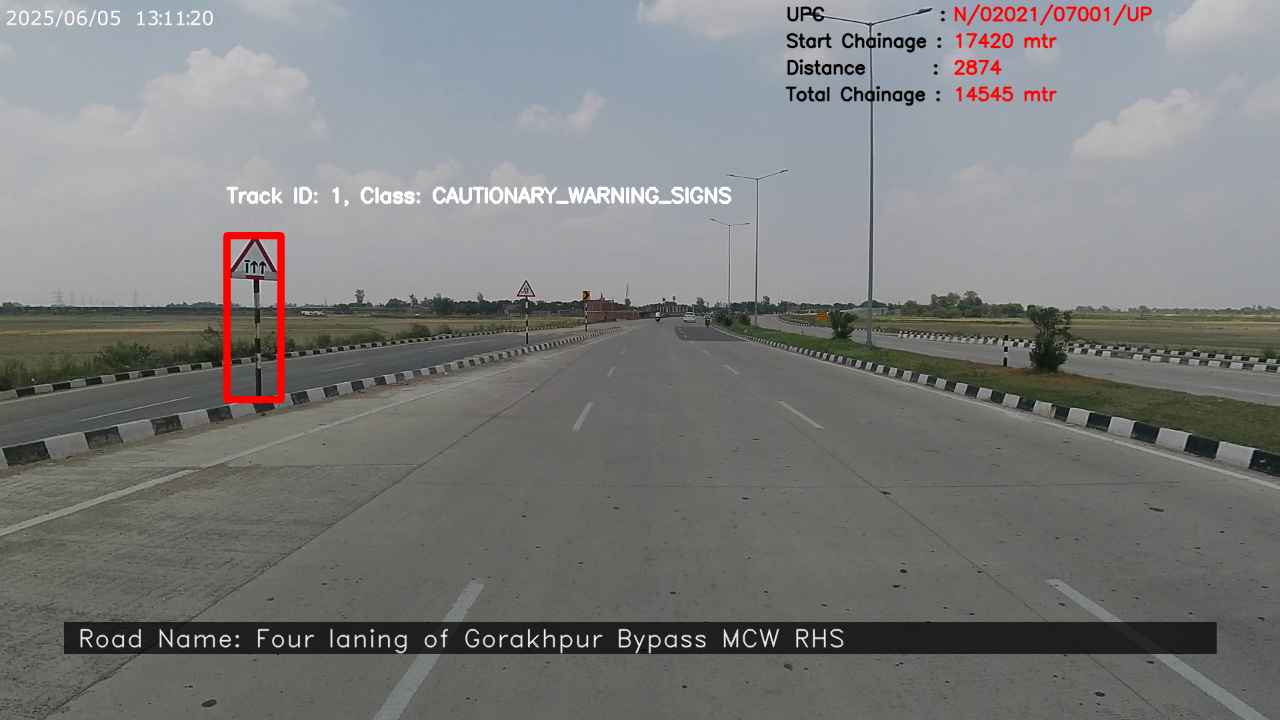 2025/06/05 13:11:20
UPC : N/02021/07001/UP
Start Chainage : 17420 mtr
Distance : 2874
Total Chainage : 14545 mtr
Track ID: 1, Class: CAUTIONARY_WARNING_SIGNS
Road Name: Four laning of Gorakhpur Bypass MCW RHS